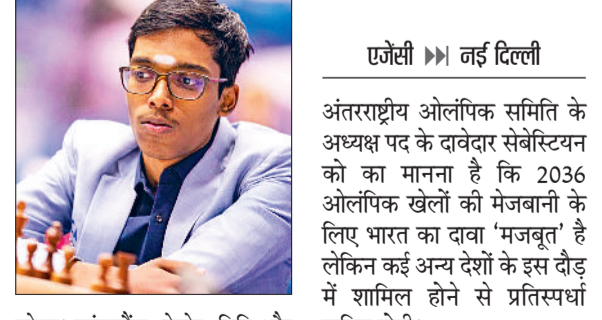 एजेंसी नई दिल्ली
अंतरराष्ट्रीय ओलंपिक समिति के
अध्यक्ष पद के दावेदार सेबेस्टियन
को का मानना है कि 2036
ओलंपिक खेलों की मेजबानी के
लिए भारत का दावा ‘मजबूत’ है
लेकिन कई अन्य देशों के इस दौड़
में शामिल होने से प्रतिस्पर्धा